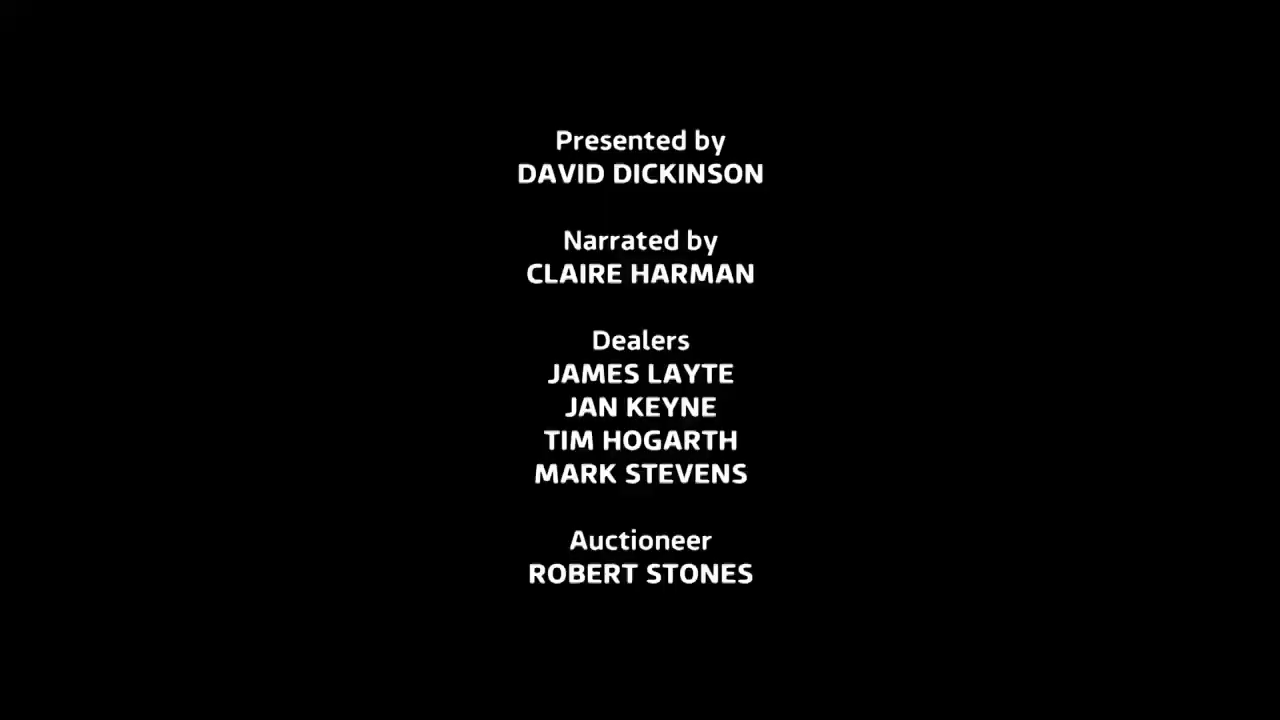 Presented by
DAVID DICKINSON
Narrated by
CLAIRE HARMAN
Dealers
JAMES LAYTE
JAN KEYNE
TIM HOGARTH
MARK STEVENS
Auctioneer
ROBERT STONES